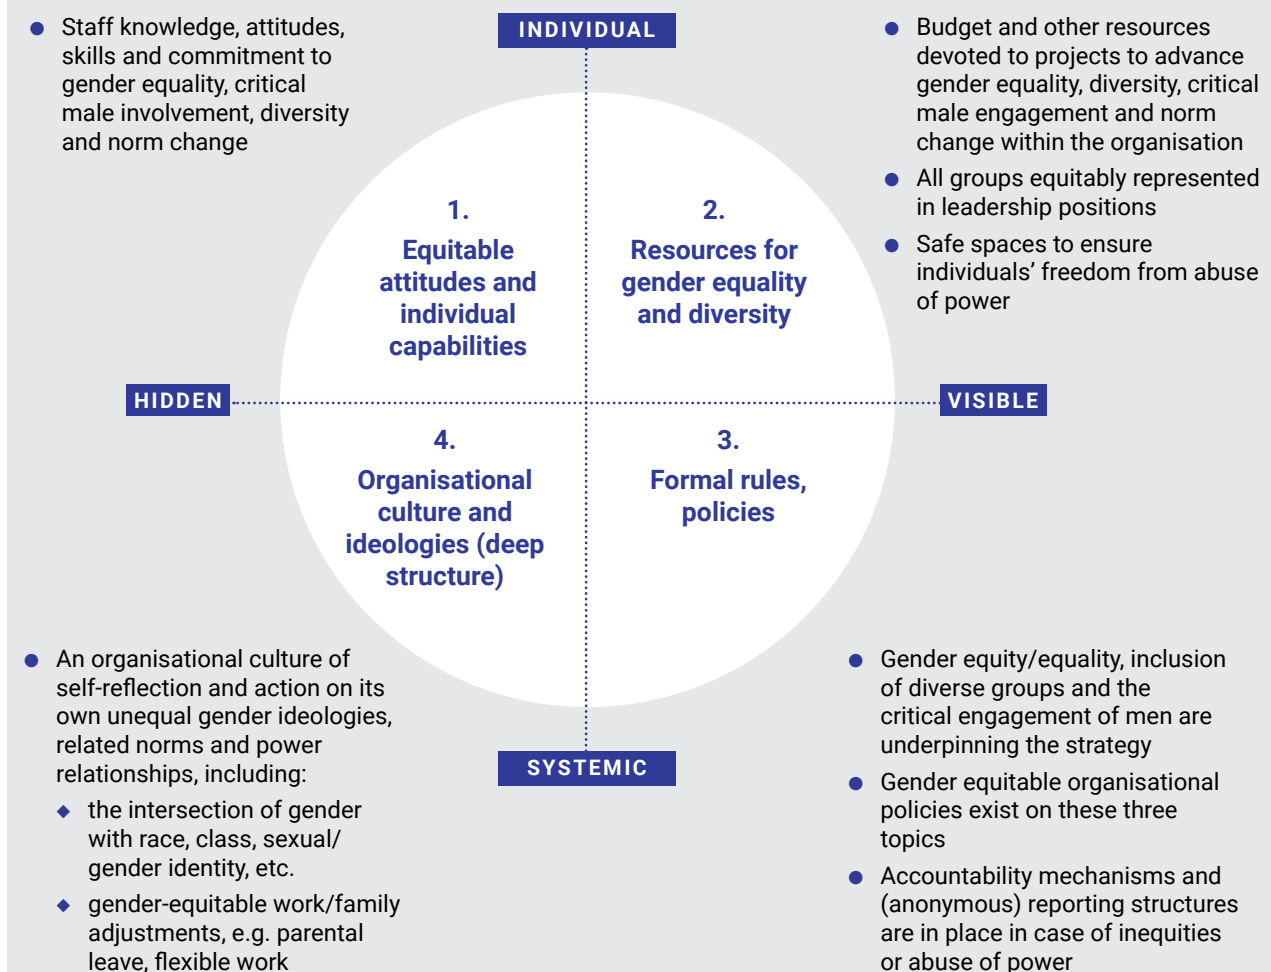 INDIVIDUAL
● Staff knowledge, attitudes,
skills and commitment to
gender equality, critical
male involvement, diversity
and norm change
● Budget and other resources
devoted to projects to advance
gender equality, diversity, critical
male engagement and norm
change within the organisation
● All groups equitably represented
in leadership positions
● Safe spaces to ensure
individuals’ freedom from abuse
of power
1.
Equitable
attitudes and
individual
capabilities
2.
Resources for
gender equality
and diversity
HIDDEN
VISIBLE
4.
Organisational
culture and
ideologies (deep
structure)
3.
Formal rules,
policies
● An organisational culture of
self-reflection and action on its
own unequal gender ideologies,
related norms and power
relationships, including:
◆ the intersection of gender
with race, class, sexual/
gender identity, etc.
◆ gender-equitable work/family
adjustments, e.g. parental
leave, flexible work
SYSTEMIC
● Gender equity/equality, inclusion
of diverse groups and the
critical engagement of men are
underpinning the strategy
● Gender equitable organisational
policies exist on these three
topics
● Accountability mechanisms and
(anonymous) reporting structures
are in place in case of inequities
or abuse of power